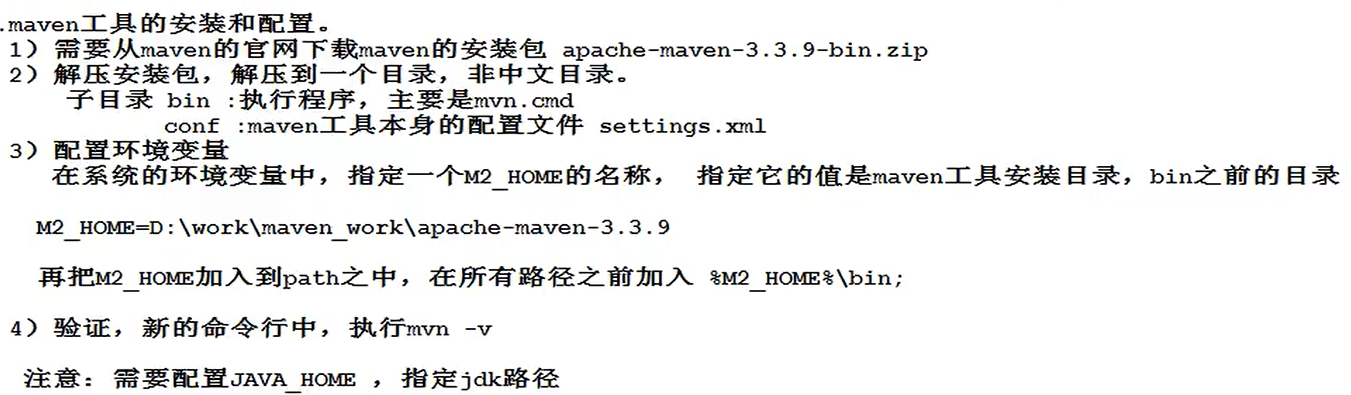 .maven工具的安装和配置。
1）需要从maven的官网下载maven的安装包 apache-maven-3.3.9-bin.zip
2）解压安装包，解压到一个目录，非中文目录。
子目录 bin :执行程序，主要是mvn.cmd
conf :maven工具本身的配置文件 settings.xml
3）配置环境变量
在系统的环境变量中，指定一个M2_HOME的名称， 指定它的值是maven工具安装目录，bin之前的目录
M2_HOME=D:\work\maven_work\apache-maven-3.3.9
再把M2_HOME加入到path之中，在所有路径之前加入 %M2_HOME%\bin;
4）验证，新的命令行中，执行mvn -v
注意：需要配置JAVA_HOME ，指定jdk路径